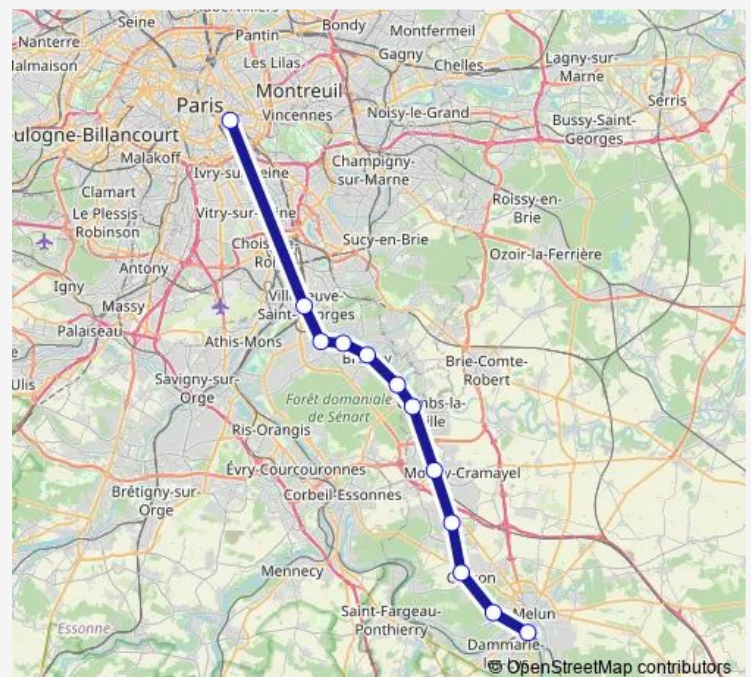 Seine
Bondy
Montfermeil
Nanterre
Pantin
Gagny
Lagny-sur-
Marne
Les Lilas
Chelles
Malmaison
Montreuil
Paris
Serris
Vincennes
Noisy-le-Grand
Bussy-Saint-
Georges
ulogne-Billancourt
Malakoff
Champigny-
sur-Marne
Clamart
Vitry-sur-
Roissy-en-
Brie
Le Plessis
Robinson
Sucy-en-Brie
Ozoir-la-Ferrière
Antony
Igny
Massy
Saint-
Palaiseau
Athis-Mons
Brie-Comte-
Robert
Ulis
Savigny-sur-
Orge
Forêt domaniale
de Sénart
Ris-Orangis
Évry-Courcouronnes
Corbeil-Essonnes
Brétigny-sur-
Orge
Mennecy
Saint-Fargeau-
Ponthierry
Melun
Essonne
Dammarie-
© OpenStreetMap contributors